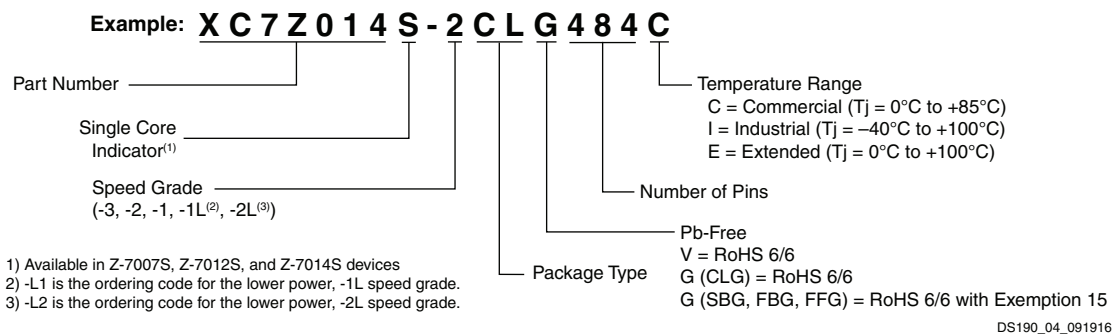 Example: XC7Z014S-2CLG484C
Part Number
Single Core
Indicator(1)
Speed Grade
(-3, -2, -1, -1L(2), -2L(3))
Temperature Range
C = Commercial (Tj = 0°C to +85°C)
I = Industrial (Tj = –40°C to +100°C)
E = Extended (Tj = 0°C to +100°C)
Number of Pins
Pb-Free
V = RoHS 6/6
G (CLG) = RoHS 6/6
G (SBG, FBG, FFG) = RoHS 6/6 with Exemption 15
Package Type
1) Available in Z-7007S, Z-7012S, and Z-7014S devices
2) -L1 is the ordering code for the lower power, -1L speed grade.
3) -L2 is the ordering code for the lower power, -2L speed grade.
DS190_04_091916